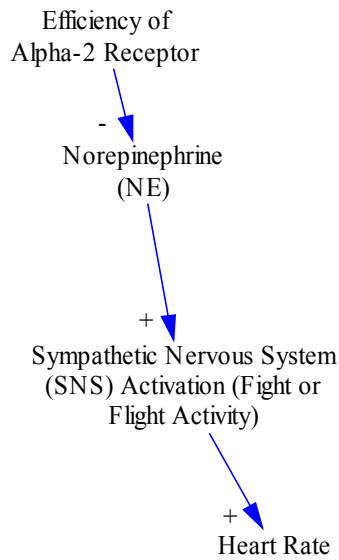 Efficiency of
Alpha-2 Receptor
-
Norepinephrine
(NE)
+
Sympathetic Nervous System
(SNS) Activation (Fight or
Flight Activity)
+
Heart Rate